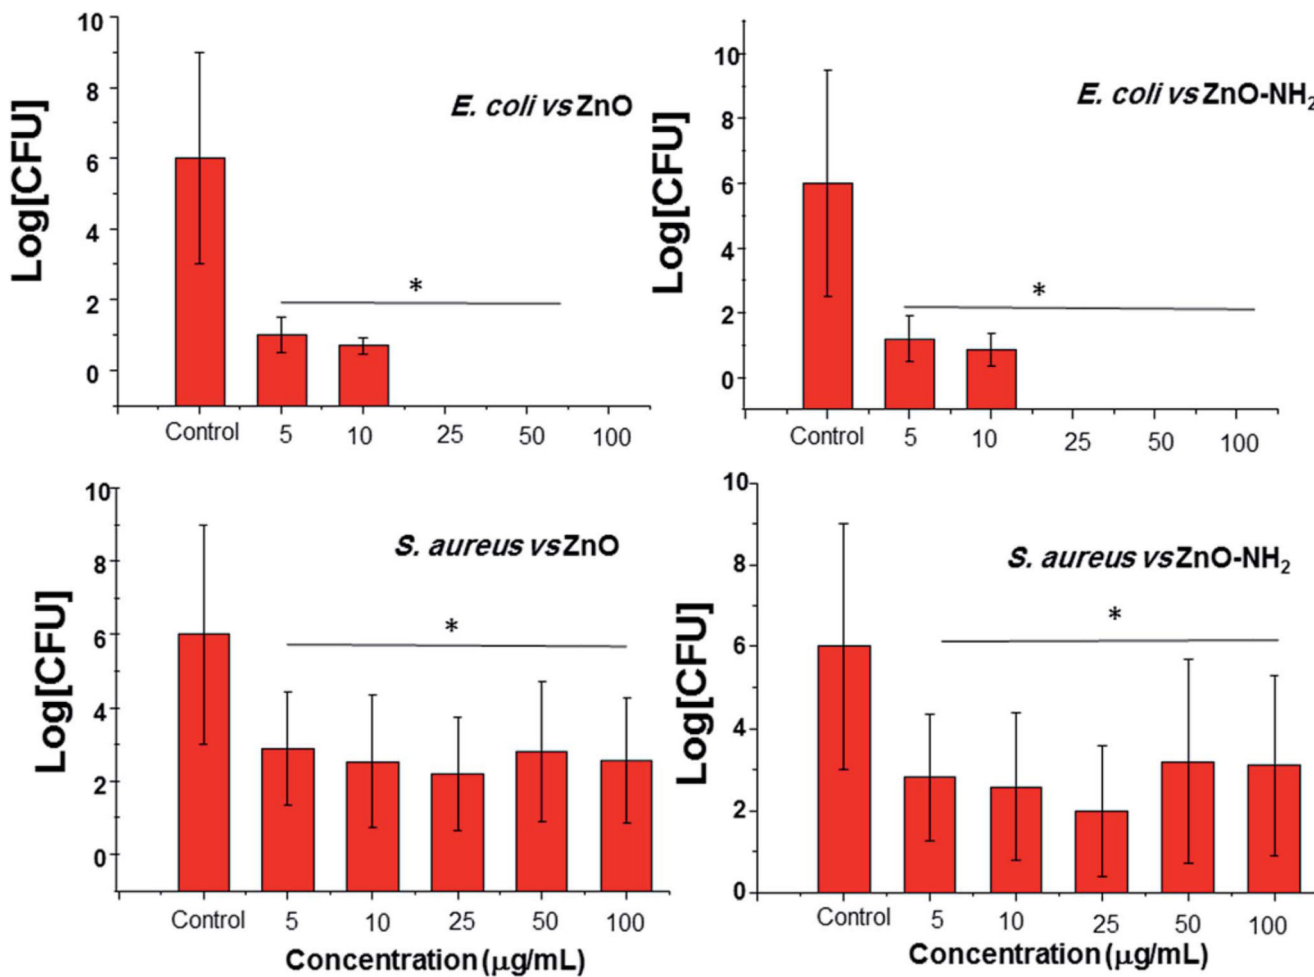 Log[CFU]
10
8
6
4
2
0
E. coli vs ZnO
*
Control 5 10 25 50 100
Log[CFU]
10
8
6
4
2
0
E. coli vs ZnO-NH₂
*
Control 5 10 25 50 100
Log[CFU]
10
8
6
4
2
0
S. aureus vs ZnO
*
Control 5 10 25 50 100
Concentration (µg/mL)
Log[CFU]
10
8
6
4
2
0
S. aureus vs ZnO-NH₂
*
Control 5 10 25 50 100
Concentration (µg/mL)